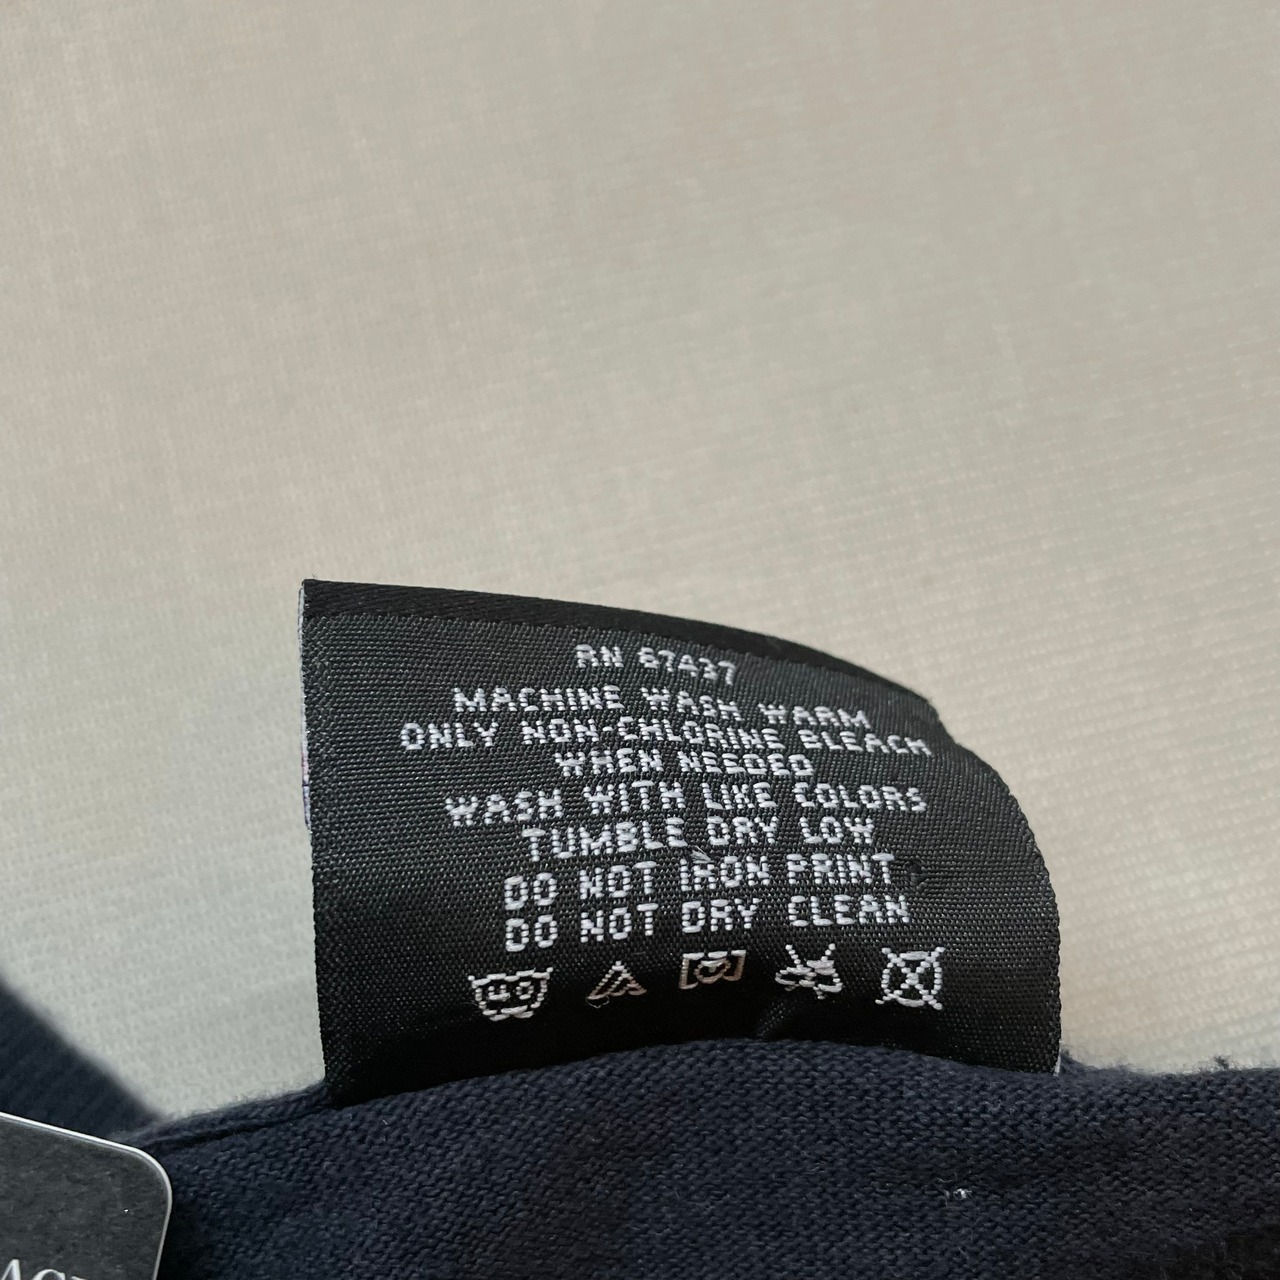 RN 67437
MACHINE WASH WARM
ONLY NON-CHLORINE BLEACH
WHEN NEEDED
WASH WITH LIKE COLORS
TUMBLE DRY LOW
DO NOT IRON PRINT
DO NOT DRY CLEAN
40